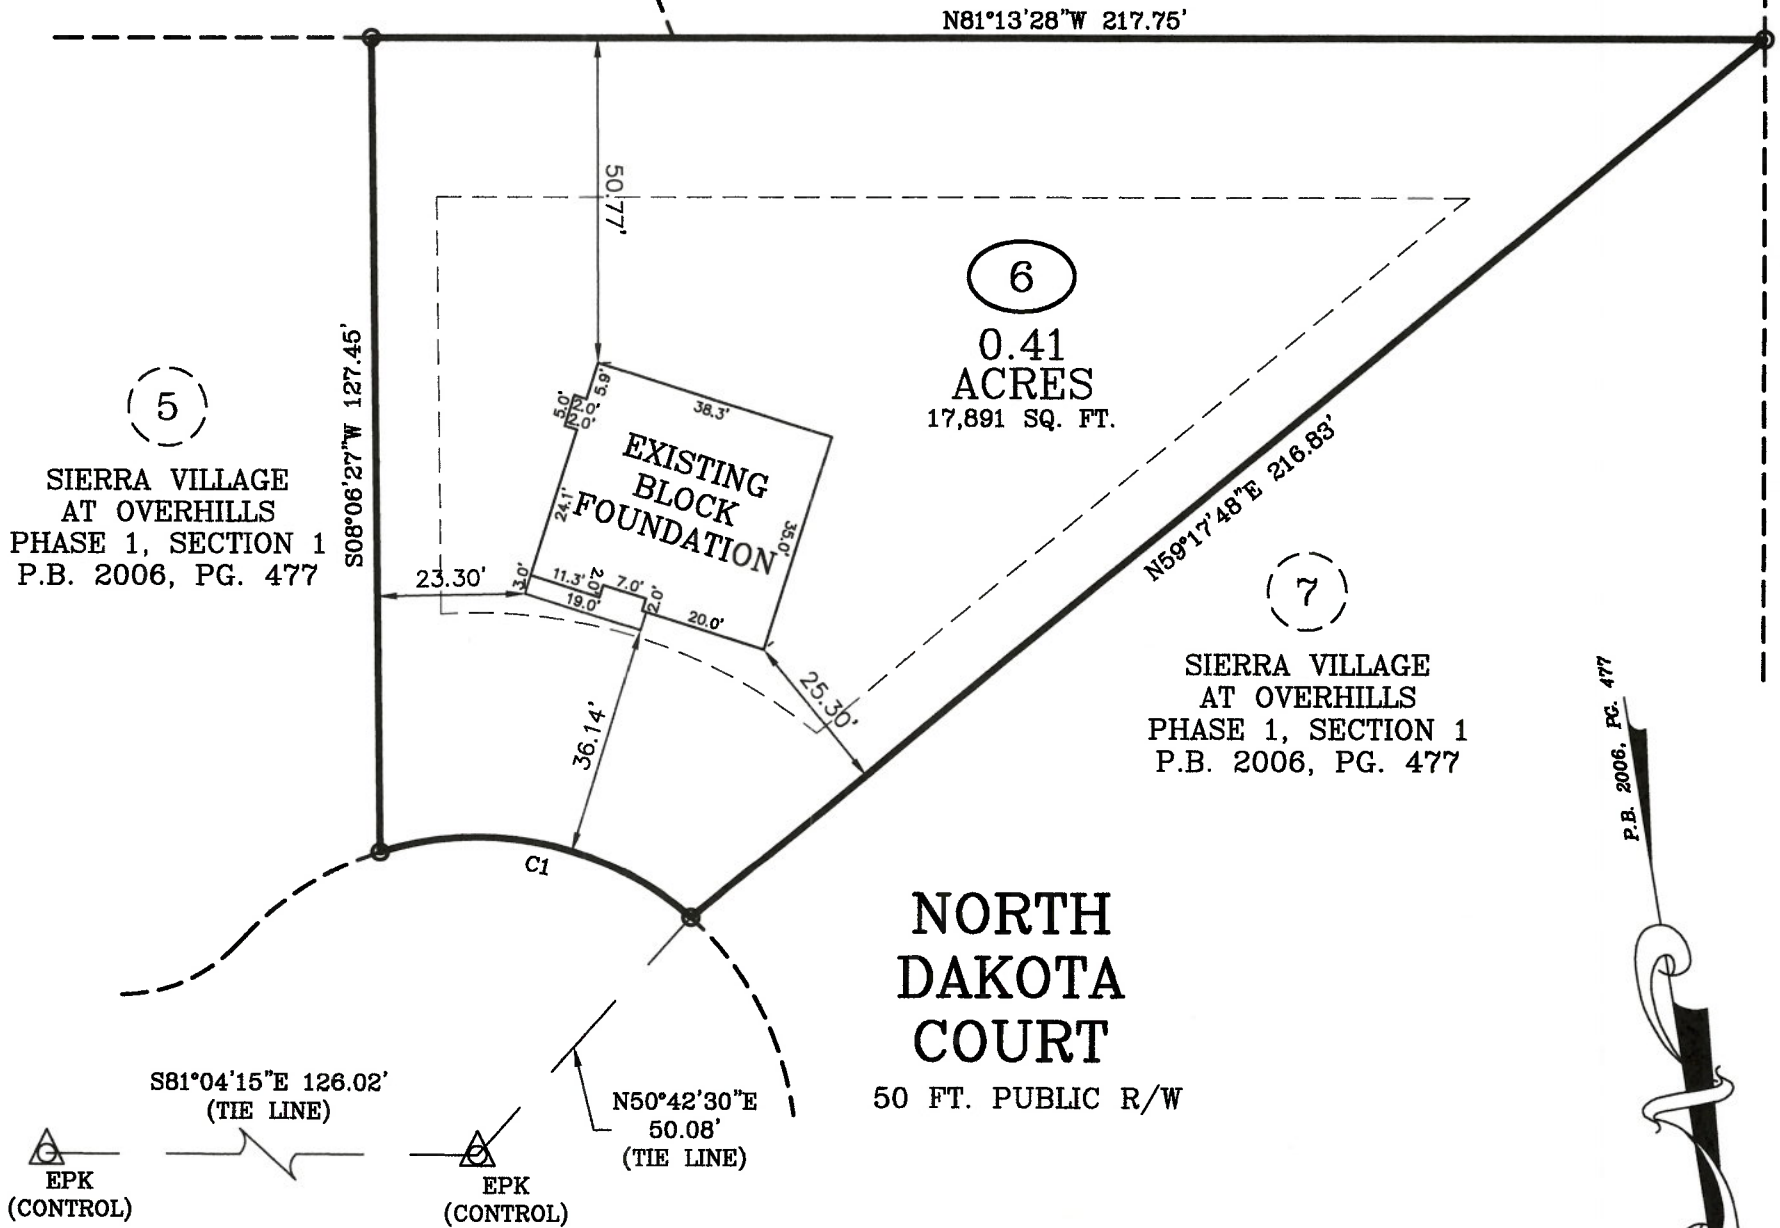 N81°13'28"W 217.75'
50.77'
6
0.41
ACRES
17,891 SQ. FT.
S08°06'27"W 127.45'
5
SIERRA VILLAGE
AT OVERHILLS
PHASE 1, SECTION 1
P.B. 2006, PG. 477
5.9'
2.0'
5.0'
2.0'
38.3'
EXISTING
BLOCK
FOUNDATION
24.1'
35.0'
N59°17'48"E 216.83'
23.30'
3.0'
11.3'
2.0'
7.0'
2.0'
19.0'
20.0'
7
SIERRA VILLAGE
AT OVERHILLS
PHASE 1, SECTION 1
P.B. 2006, PG. 477
25.30'
36.14'
P.B. 2006, PG. 477
C1
NORTH
DAKOTA
COURT
50 FT. PUBLIC R/W
S81°04'15"E 126.02'
(TIE LINE)
N50°42'30"E
50.08'
(TIE LINE)
EPK
(CONTROL)
EPK
(CONTROL)